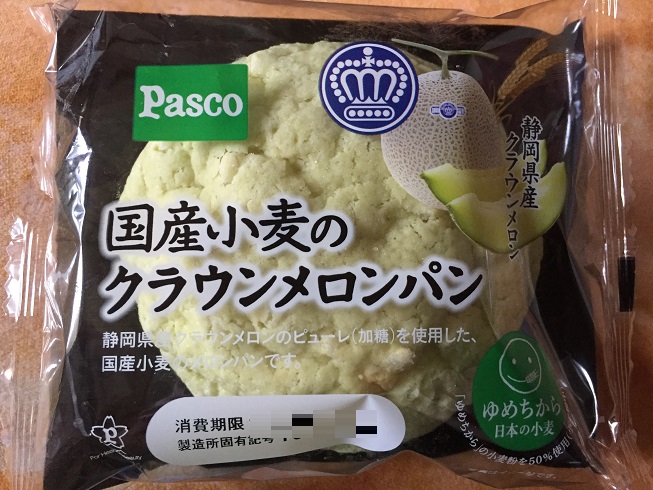 Pasco
静岡県産
クラウンメロン
国産小麦の
クラウンメロンパン
静岡県産クラウンメロンのピューレ(加糖)を使用した、
国産小麦のメロンパンです。
消費期限
製造所固有記号
ゆめちから
日本の小麦
「ゆめちから」の小麦粉を50%使用